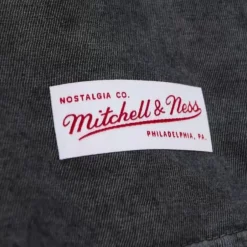 NOSTALGIA CO.
Mitchell & Ness
PHILADELPHIA, PA.